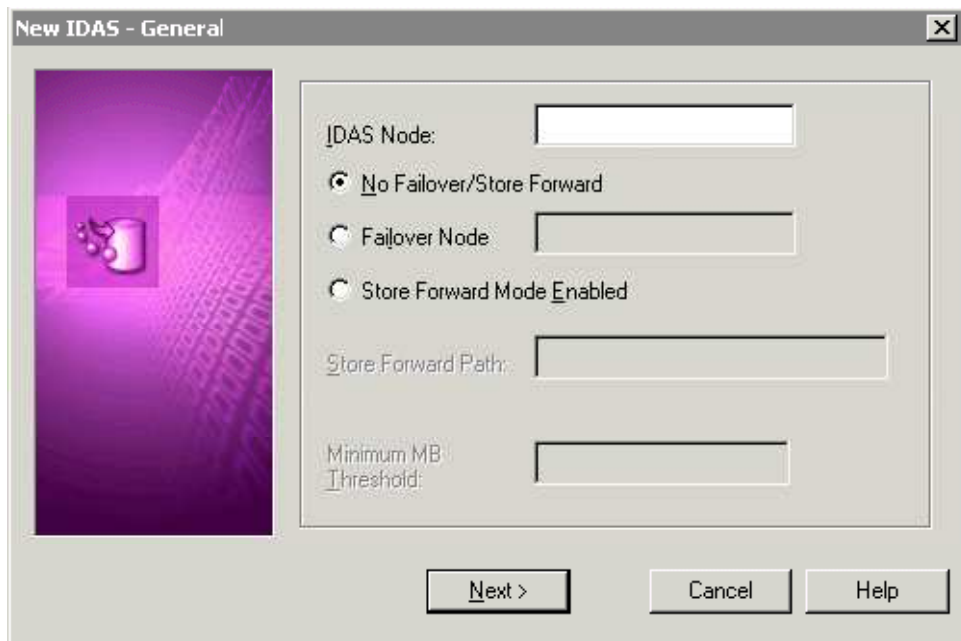 New IDAS - General
IDAS Node:
No Failover/Store Forward
Failover Node
Store Forward Mode Enabled
Store Forward Path:
Minimum MB
Threshold:
Next >
Cancel
Help